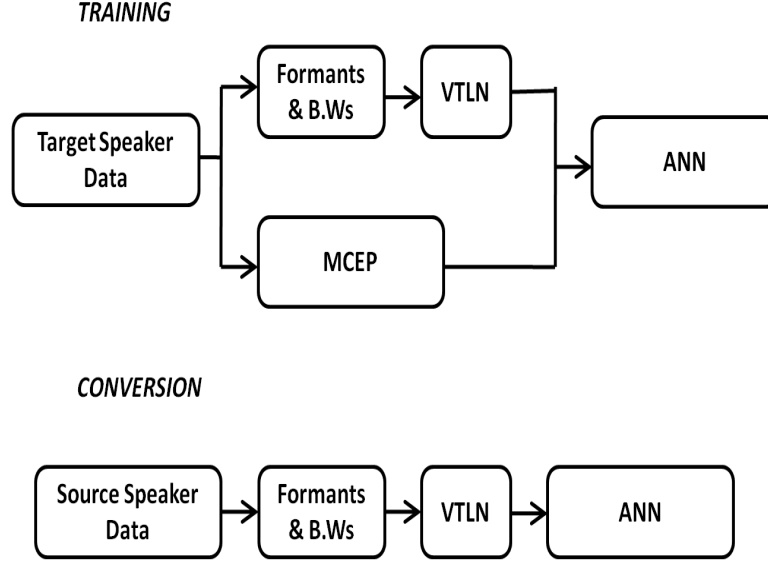 TRAINING
Formants
& B.Ws
VTLN
Target Speaker
Data
ANN
MCEP
CONVERSION
Source Speaker
Data
Formants
& B.Ws
VTLN
ANN